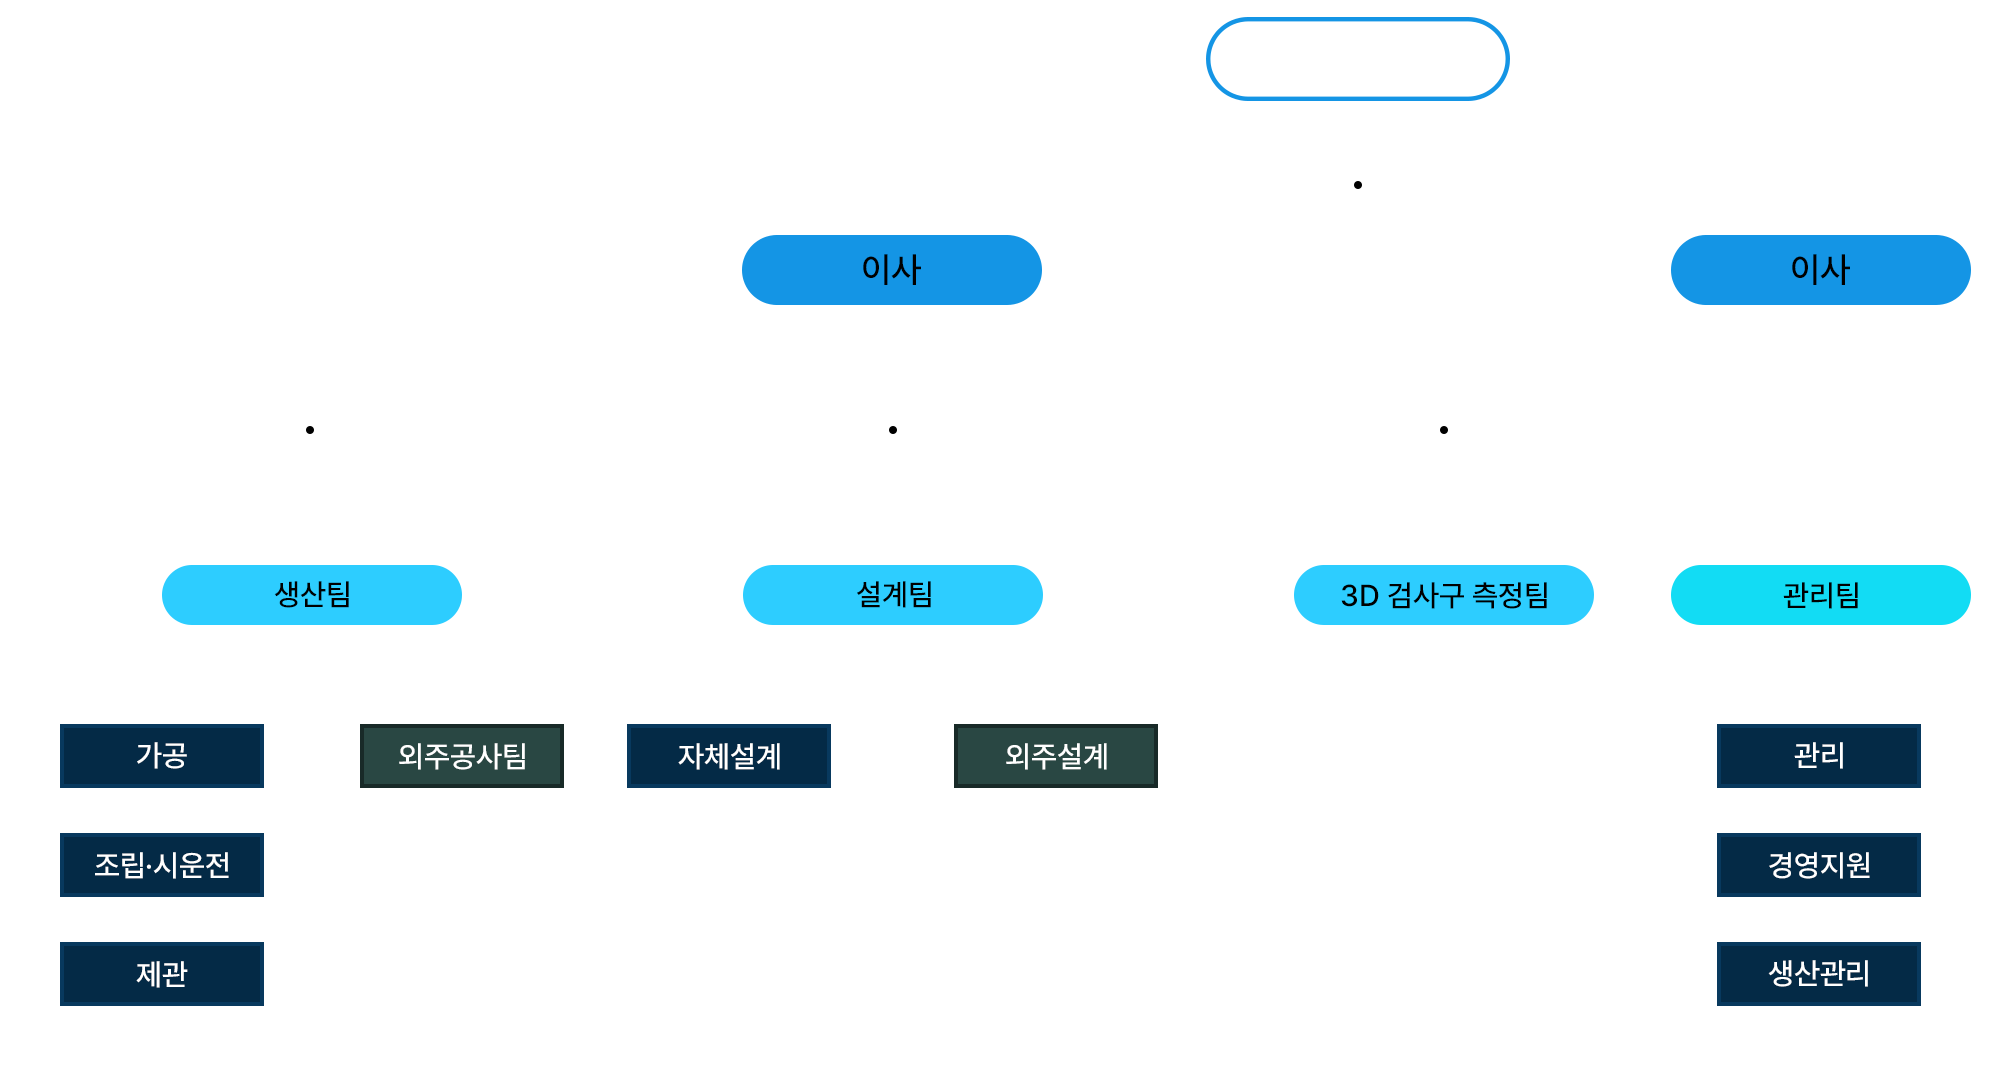 이사
이사
생산팀
설계팀
3D 검사구 측정팀
관리팀
가공
외주공사팀
자체설계
외주설계
관리
조립·시운전
경영지원
제관
생산관리